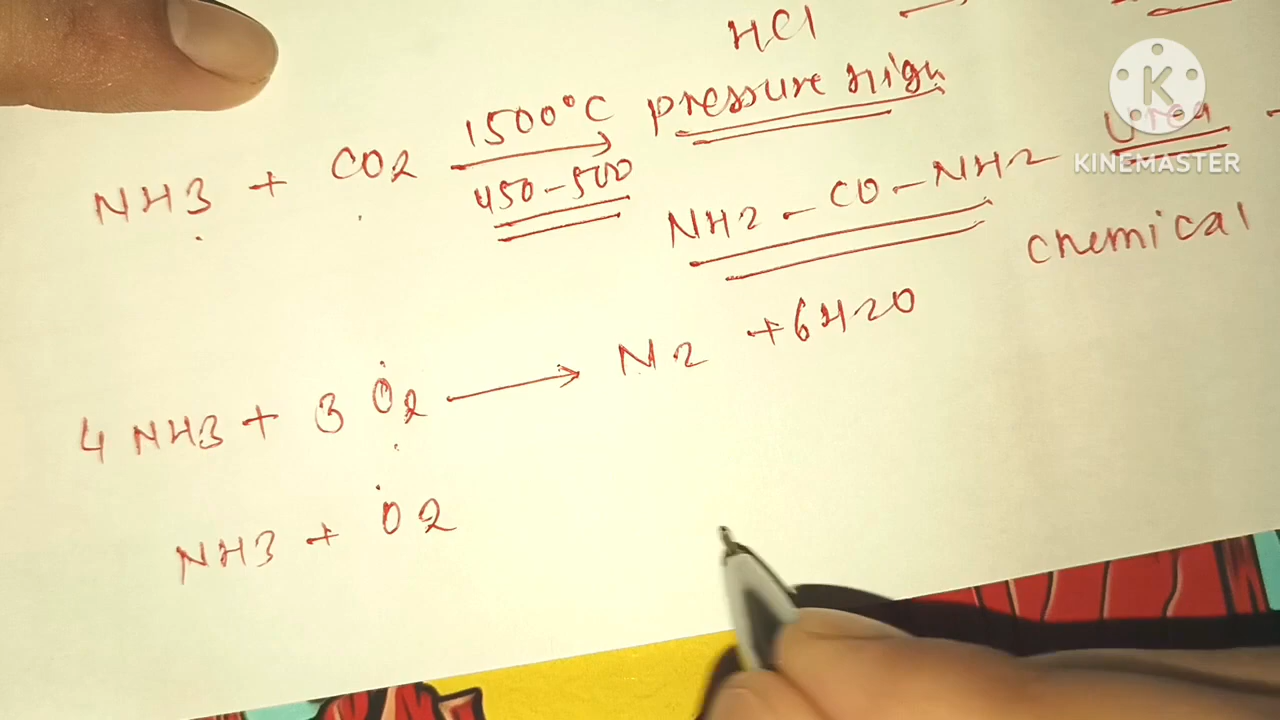 HCl
1500°C pressure high
NH3 + CO2
450-500
NH2-CO-NH2
Urea
KINEMASTER
chemical
4 NH3 + 3 O2 → N2 + 6H2O
NH3 + O2